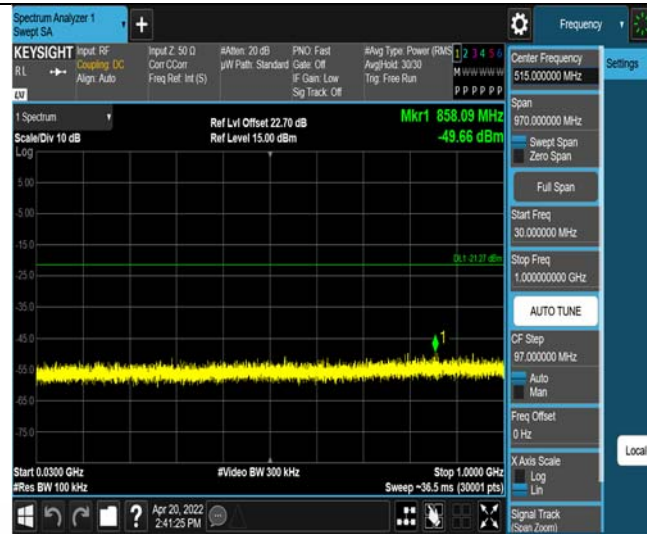 Spectrum Analyzer 1
Swept SA
Frequency
KEYSIGHT
RL
Input: RF
Coupling: DC
Align: Auto
Input Z: 50 Ω
Corr CCorr
Freq Ref: Int (S)
#Atten: 20 dB
µW Path: Standard
PNO: Fast
Gate: Off
IF Gain: Low
Sig Track: Off
#Avg Type: Power (RMS
Avg|Hold: 30/30
Trig: Free Run
1 2 3 4 5 6
M W W W W W
P P P P P P
LXI
1 Spectrum
Scale/Div 10 dB
Log
Ref Lvl Offset 22.70 dB
Ref Level 15.00 dBm
Mkr1 858.09 MHz
-49.66 dBm
5.00
-5.00
-15.0
DL1 -21.27 dBm
-25.0
-35.0
-45.0
1
-55.0
-65.0
-75.0
Start 0.0300 GHz
#Res BW 100 kHz
#Video BW 300 kHz
Stop 1.0000 GHz
Sweep ~36.5 ms (30001 pts)
?
Apr 20, 2022
2:41:25 PM
Center Frequency
515.000000 MHz
Span
970.000000 MHz
Swept Span
Zero Span
Full Span
Start Freq
30.000000 MHz
Stop Freq
1.000000000 GHz
AUTO TUNE
CF Step
97.000000 MHz
Auto
Man
Freq Offset
0 Hz
X Axis Scale
Log
Lin
Signal Track
(Span Zoom)
Settings
Local